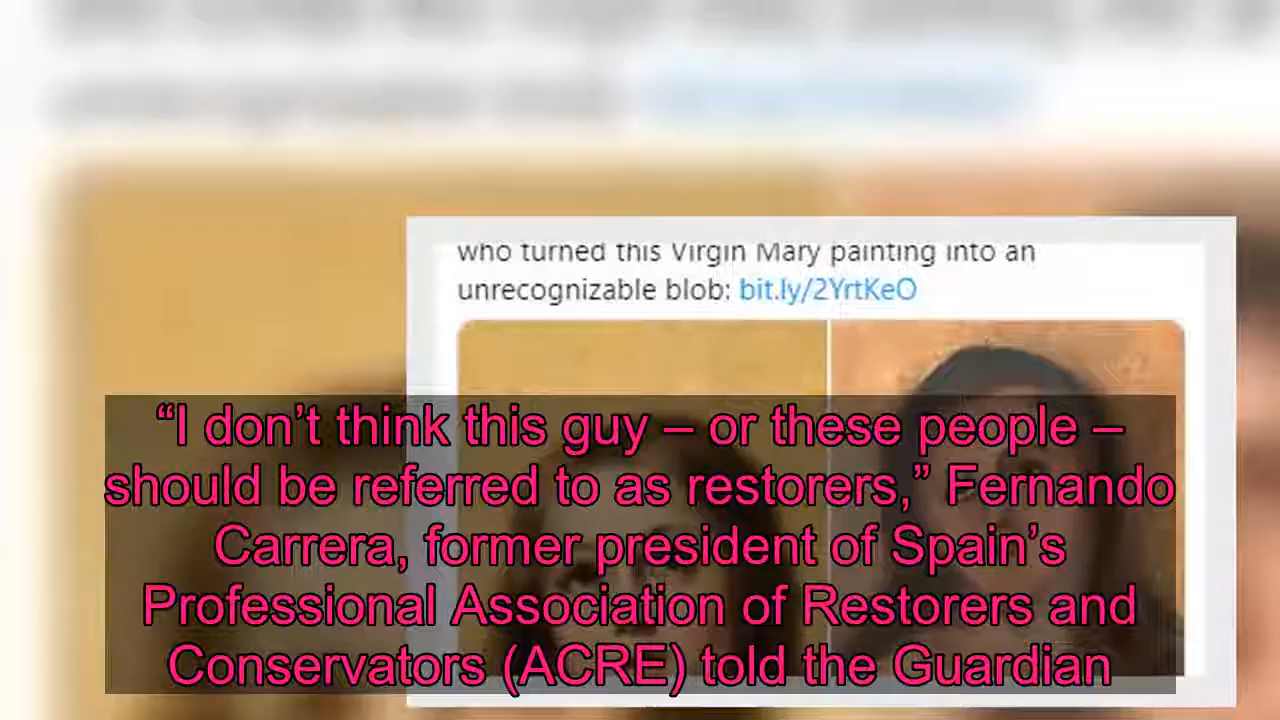 who turned this Virgin Mary painting into an
unrecognizable blob: bit.ly/2YrtKeO
“I don’t think this guy – or these people –
should be referred to as restorers,” Fernando
Carrera, former president of Spain’s
Professional Association of Restorers and
Conservators (ACRE) told the Guardian